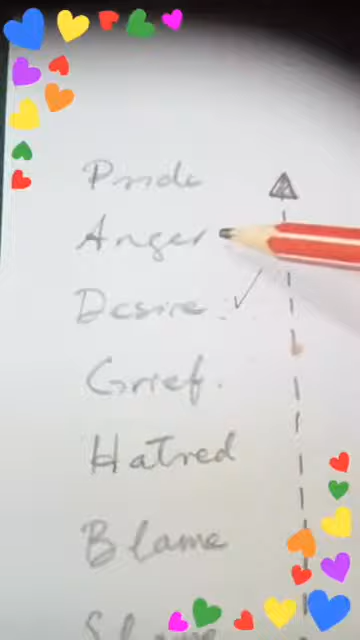 Pride
Anger
Desire.
Grief.
Hatred
Blame